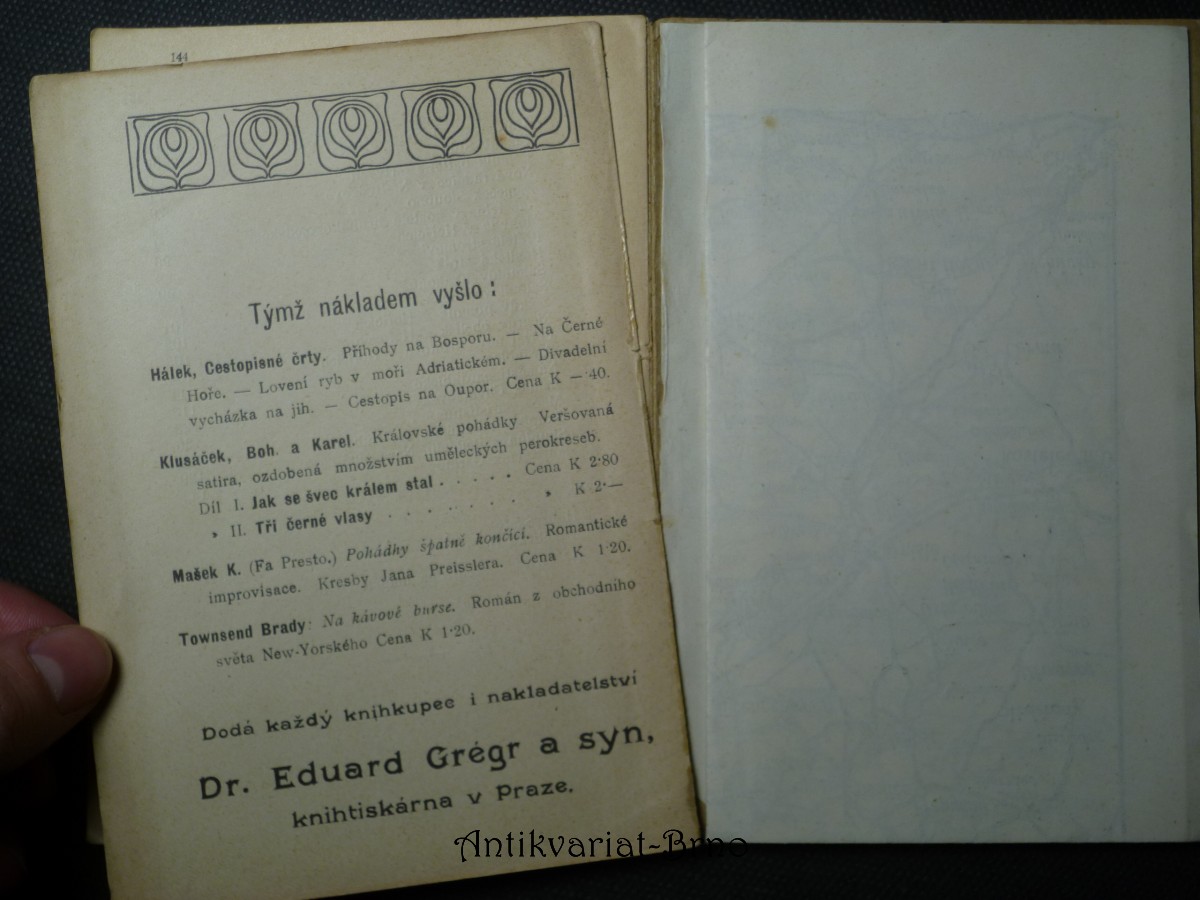 144
Týmž nákladem vyšlo:
Hálek, Cestopisné črty. Příhody na Bosporu. — Na Černé
Hoře. — Lovení ryb v moři Adriatickém. — Divadelní
vycházka na jih. — Cestopis na Oupor. Cena K —·40.
Klusáček, Boh. a Karel. Královské pohádky Veršovaná
satira, ozdobená množstvím uměleckých perokreseb.
Díl I. Jak se švec králem stal . . . . . Cena K 2·80
» II. Tři černé vlasy . . . . . . . » K 2·—
Mašek K. (Fa Presto.) Pohádky špatně končící. Romantické
improvisace. Kresby Jana Preisslera. Cena K 1·20.
Townsend Brady: Na kávové burse. Román z obchodního
světa New-Yorského Cena K 1·20.
Dodá každý knihkupec i nakladatelství
Dr. Eduard Grégr a syn,
knihtiskárna v Praze.
Antikvariat-Brno